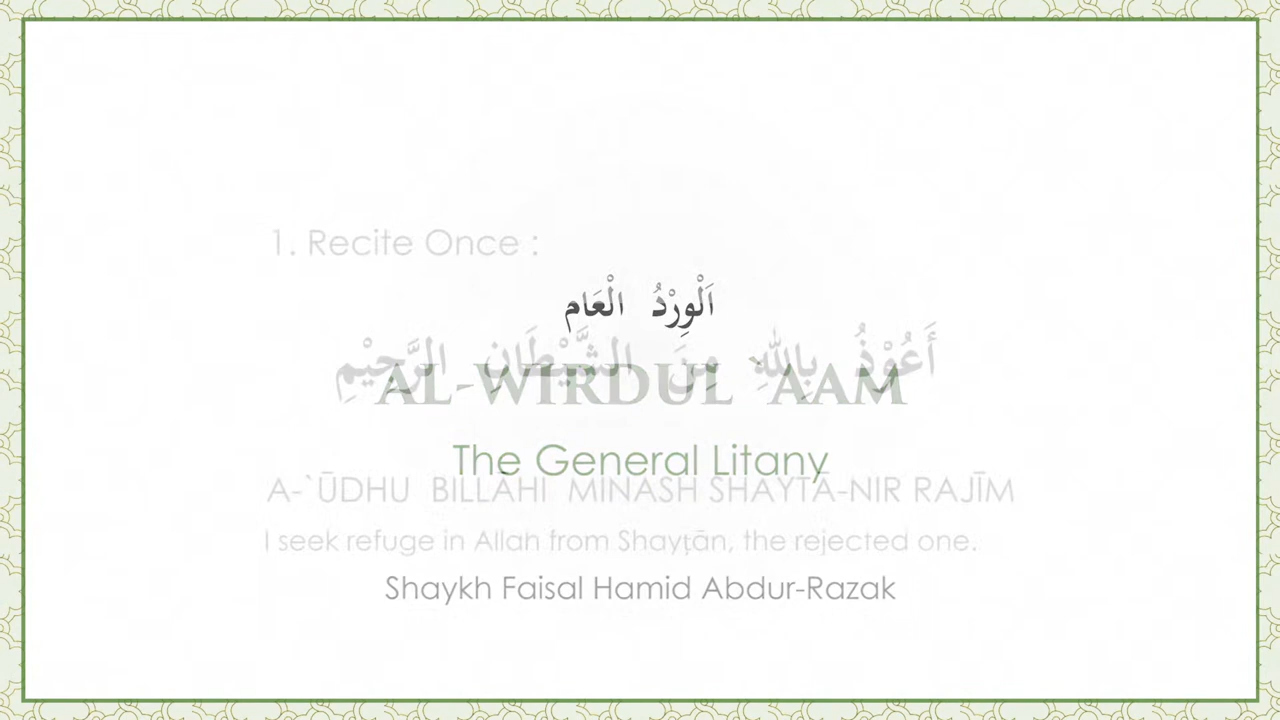 1. Recite Once :
اَلْوِرْدُ الْعَام
أَعُوْذُ بِاللهِ مِنَ الشَّيْطَانِ الرَّجِيْمِ
AL-WIRDUL `AAM
The General Litany
A-`ŪDHU BILLĀHI MINASH SHAYTĀ-NIR RAJĪM
I seek refuge in Allah from Shayṭān, the rejected one.
Shaykh Faisal Hamid Abdur-Razak